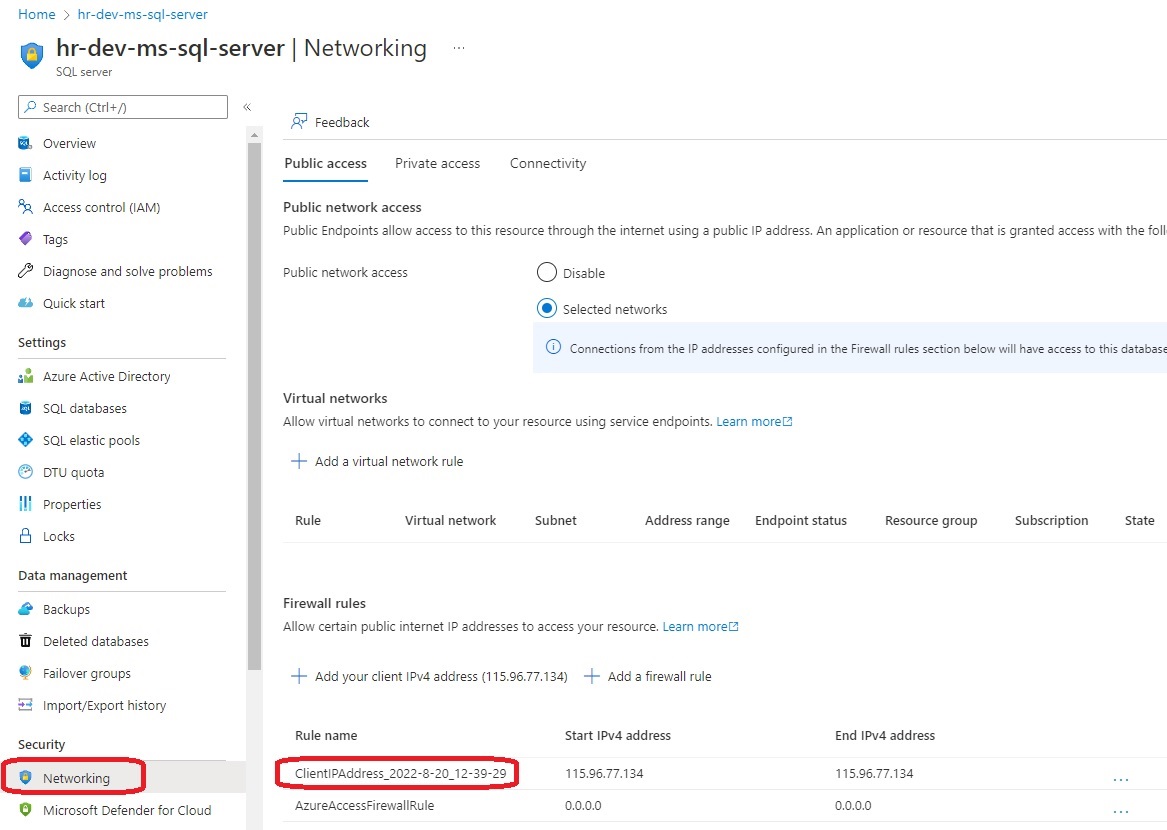 Home > hr-dev-ms-sql-server
hr-dev-ms-sql-server | Networking ...
SQL server
Search (Ctrl+/) «
Overview
Activity log
Access control (IAM)
Tags
Diagnose and solve problems
Quick start
Settings
Azure Active Directory
SQL databases
SQL elastic pools
DTU quota
Properties
Locks
Data management
Backups
Deleted databases
Failover groups
Import/Export history
Security
Networking
Microsoft Defender for Cloud
Feedback
Public access Private access Connectivity
Public network access
Public Endpoints allow access to this resource through the internet using a public IP address. An application or resource that is granted access with the
Public network access
Disable
Selected networks
Connections from the IP addresses configured in the Firewall rules section below will have access to this database
Virtual networks
Allow virtual networks to connect to your resource using service endpoints. Learn more
+ Add a virtual network rule
Rule Virtual network Subnet Address range Endpoint status Resource group Subscription State
Firewall rules
Allow certain public internet IP addresses to access your resource. Learn more
+ Add your client IPv4 address (115.96.77.134) + Add a firewall rule
Rule name Start IPv4 address End IPv4 address
ClientIPAddress_2022-8-20_12-39-29 115.96.77.134 115.96.77.134 ...
AzureAccessFirewallRule 0.0.0.0 0.0.0.0 ...